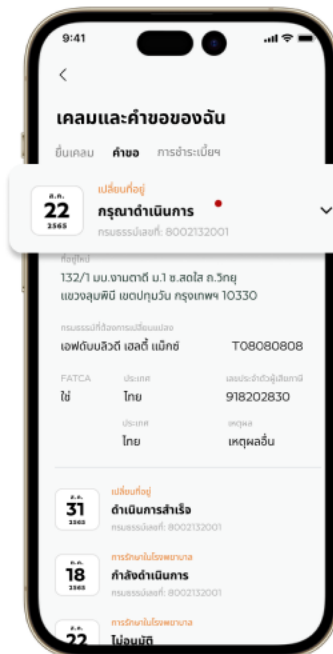 9:41
เคลมและคำขอของฉัน
ยื่นเคลม คำขอ การชำระเบี้ยฯ
เปลี่ยนที่อยู่
22 กรุณาดำเนินการ
2565 กรมธรรม์เลขที่: 8002132001
ที่อยู่ใหม่
132/1 มบ.งามตาดี ม.1 ซ.สดใส ถ.วิทยุ
แขวงลุมพินี เขตปทุมวัน กรุงเทพฯ 10330
กรมธรรม์ที่ต้องการเปลี่ยนแปลง
เอฟดับบลิวดี เฮลตี้ แม็กซ์ T08080808
FATCA ประเทศ เลขประจำตัวผู้เสียภาษี
ใช่ ไทย 918202830
ประเทศ เหตุผล
ไทย เหตุผลอื่น
เปลี่ยนที่อยู่
31 ดำเนินการสำเร็จ
2565 กรมธรรม์เลขที่: 8002132001
การรักษาในโรงพยาบาล
18 กำลังดำเนินการ
2565 กรมธรรม์เลขที่: 8002132001
การรักษาในโรงพยาบาล
22 ไม่อนุมัติ